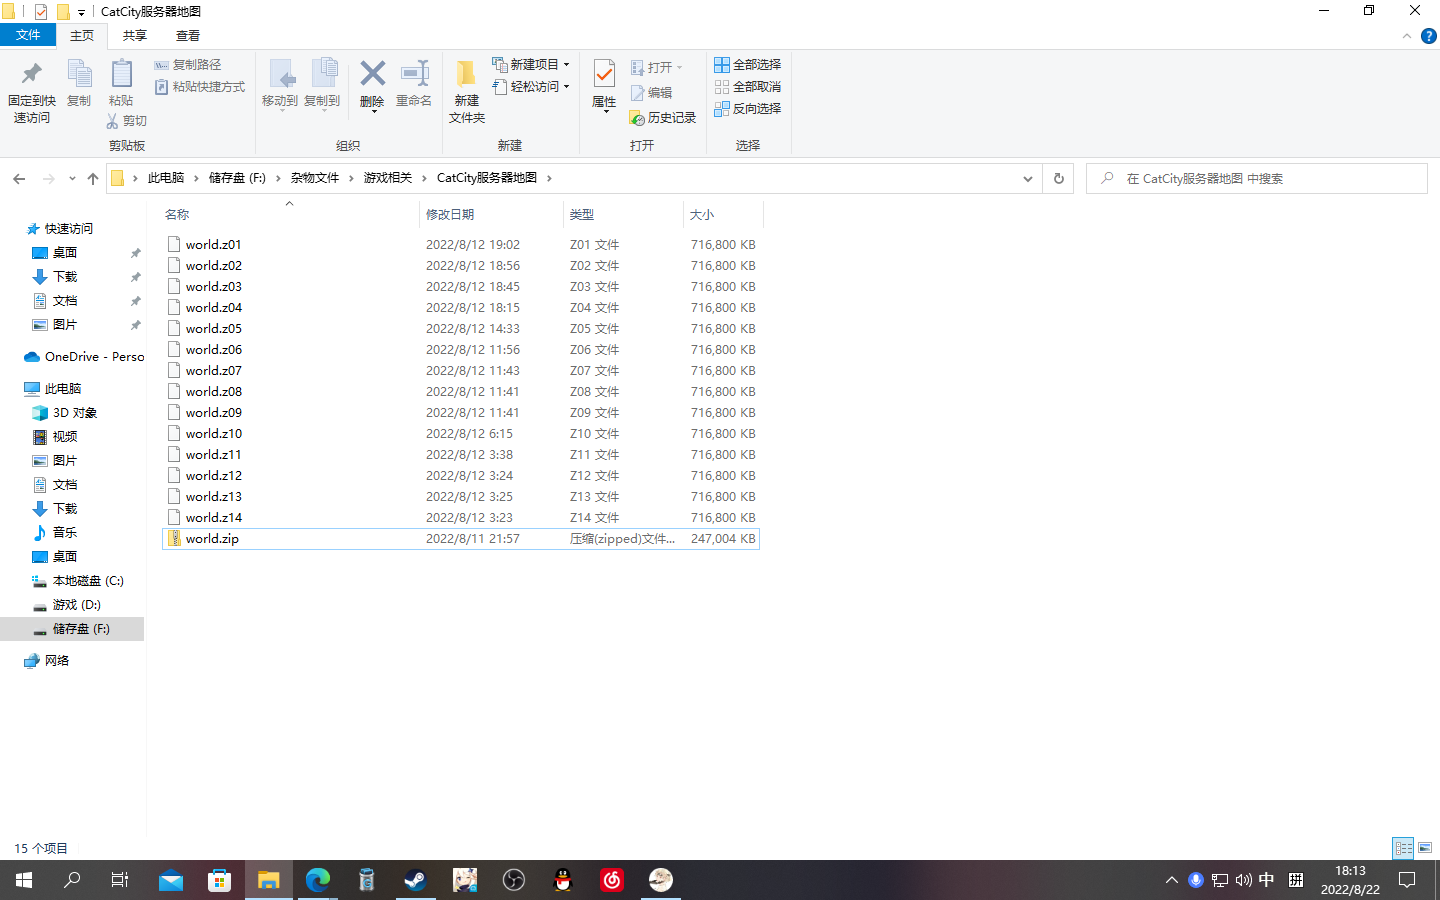 CatCity服务器地图
文件 主页 共享 查看
固定到快速访问
复制
粘贴
复制路径
粘贴快捷方式
剪切
剪贴板
移动到
复制到
删除
重命名
组织
新建文件夹
新建项目
轻松访问
新建
属性
打开
编辑
历史记录
打开
全部选择
全部取消
反向选择
选择
此电脑 储存盘 (F:) 杂物文件 游戏相关 CatCity服务器地图
在 CatCity服务器地图 中搜索
快速访问
桌面
下载
文档
图片
OneDrive - Perso
此电脑
3D 对象
视频
图片
文档
下载
音乐
桌面
本地磁盘 (C:)
游戏 (D:)
储存盘 (F:)
网络
名称 修改日期 类型 大小
world.z01 2022/8/12 19:02 Z01 文件 716,800 KB
world.z02 2022/8/12 18:56 Z02 文件 716,800 KB
world.z03 2022/8/12 18:45 Z03 文件 716,800 KB
world.z04 2022/8/12 18:15 Z04 文件 716,800 KB
world.z05 2022/8/12 14:33 Z05 文件 716,800 KB
world.z06 2022/8/12 11:56 Z06 文件 716,800 KB
world.z07 2022/8/12 11:43 Z07 文件 716,800 KB
world.z08 2022/8/12 11:41 Z08 文件 716,800 KB
world.z09 2022/8/12 11:41 Z09 文件 716,800 KB
world.z10 2022/8/12 6:15 Z10 文件 716,800 KB
world.z11 2022/8/12 3:38 Z11 文件 716,800 KB
world.z12 2022/8/12 3:24 Z12 文件 716,800 KB
world.z13 2022/8/12 3:25 Z13 文件 716,800 KB
world.z14 2022/8/12 3:23 Z14 文件 716,800 KB
world.zip 2022/8/11 21:57 压缩(zipped)文件... 247,004 KB
15 个项目
中 拼
18:13
2022/8/22